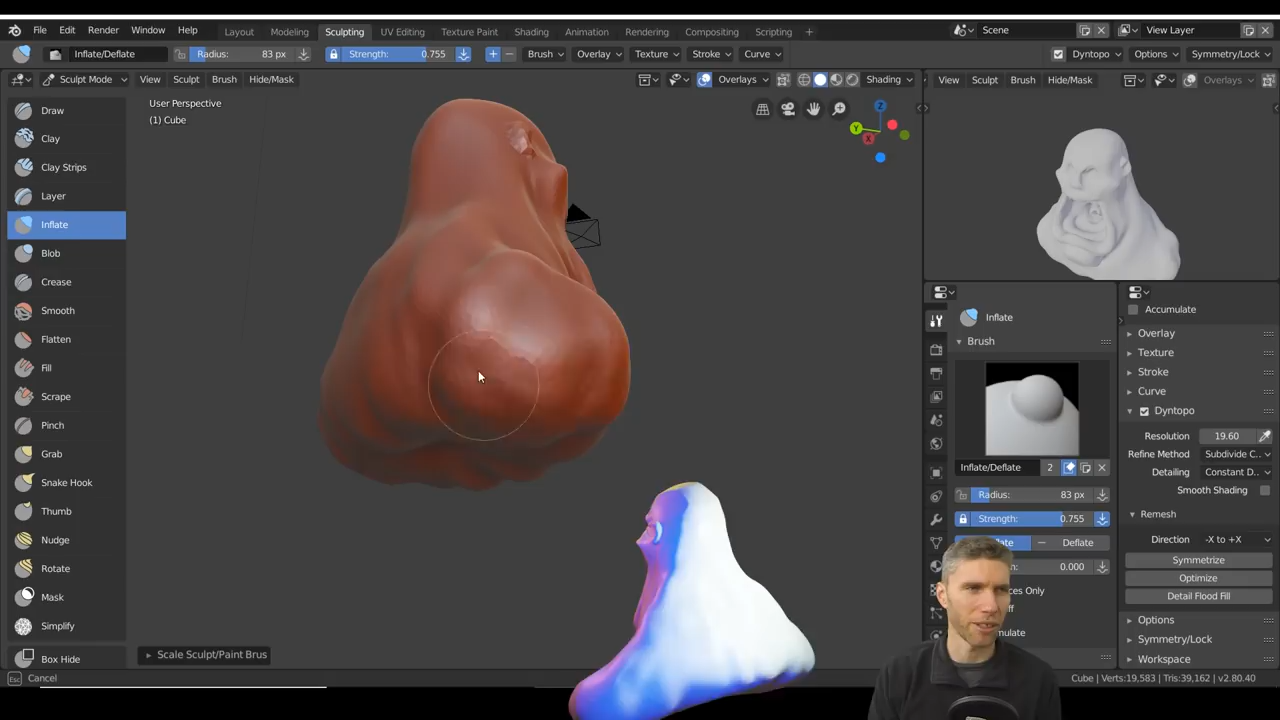 File Edit Render Window Help Layout Modeling Sculpting UV Editing Texture Paint Shading Animation Rendering Compositing Scripting + Scene View Layer
Inflate/Deflate Radius: 83 px Strength: 0.755 + − Brush Overlay Texture Stroke Curve Dyntopo Options Symmetry/Lock
Sculpt Mode View Sculpt Brush Hide/Mask Overlays Shading View Sculpt Brush Hide/Mask Overlays
User Perspective
(1) Cube
Z
Y
X
Draw
Clay
Clay Strips
Layer
Inflate
Blob
Crease
Smooth
Flatten
Fill
Scrape
Pinch
Grab
Snake Hook
Thumb
Nudge
Rotate
Mask
Simplify
Box Hide
Scale Sculpt/Paint Brus
Esc Cancel
Inflate
Brush
Inflate/Deflate 2
Radius: 83 px
Strength: 0.755
Deflate
0.000
Accumulate
Overlay
Texture
Stroke
Curve
Dyntopo
Resolution 19.60
Refine Method Subdivide C...
Detailing Constant D...
Smooth Shading
Remesh
Direction -X to +X
Symmetrize
Optimize
Detail Flood Fill
Options
Symmetry/Lock
Workspace
Cube | Verts:19,583 | Tris:39,162 | v2.80.40